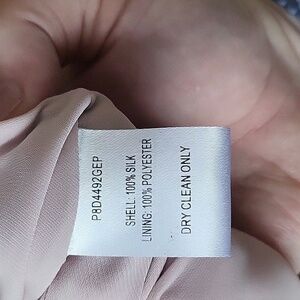 P8D4492GEP
SHELL: 100% SILK
LINING: 100% POLYESTER
DRY CLEAN ONLY